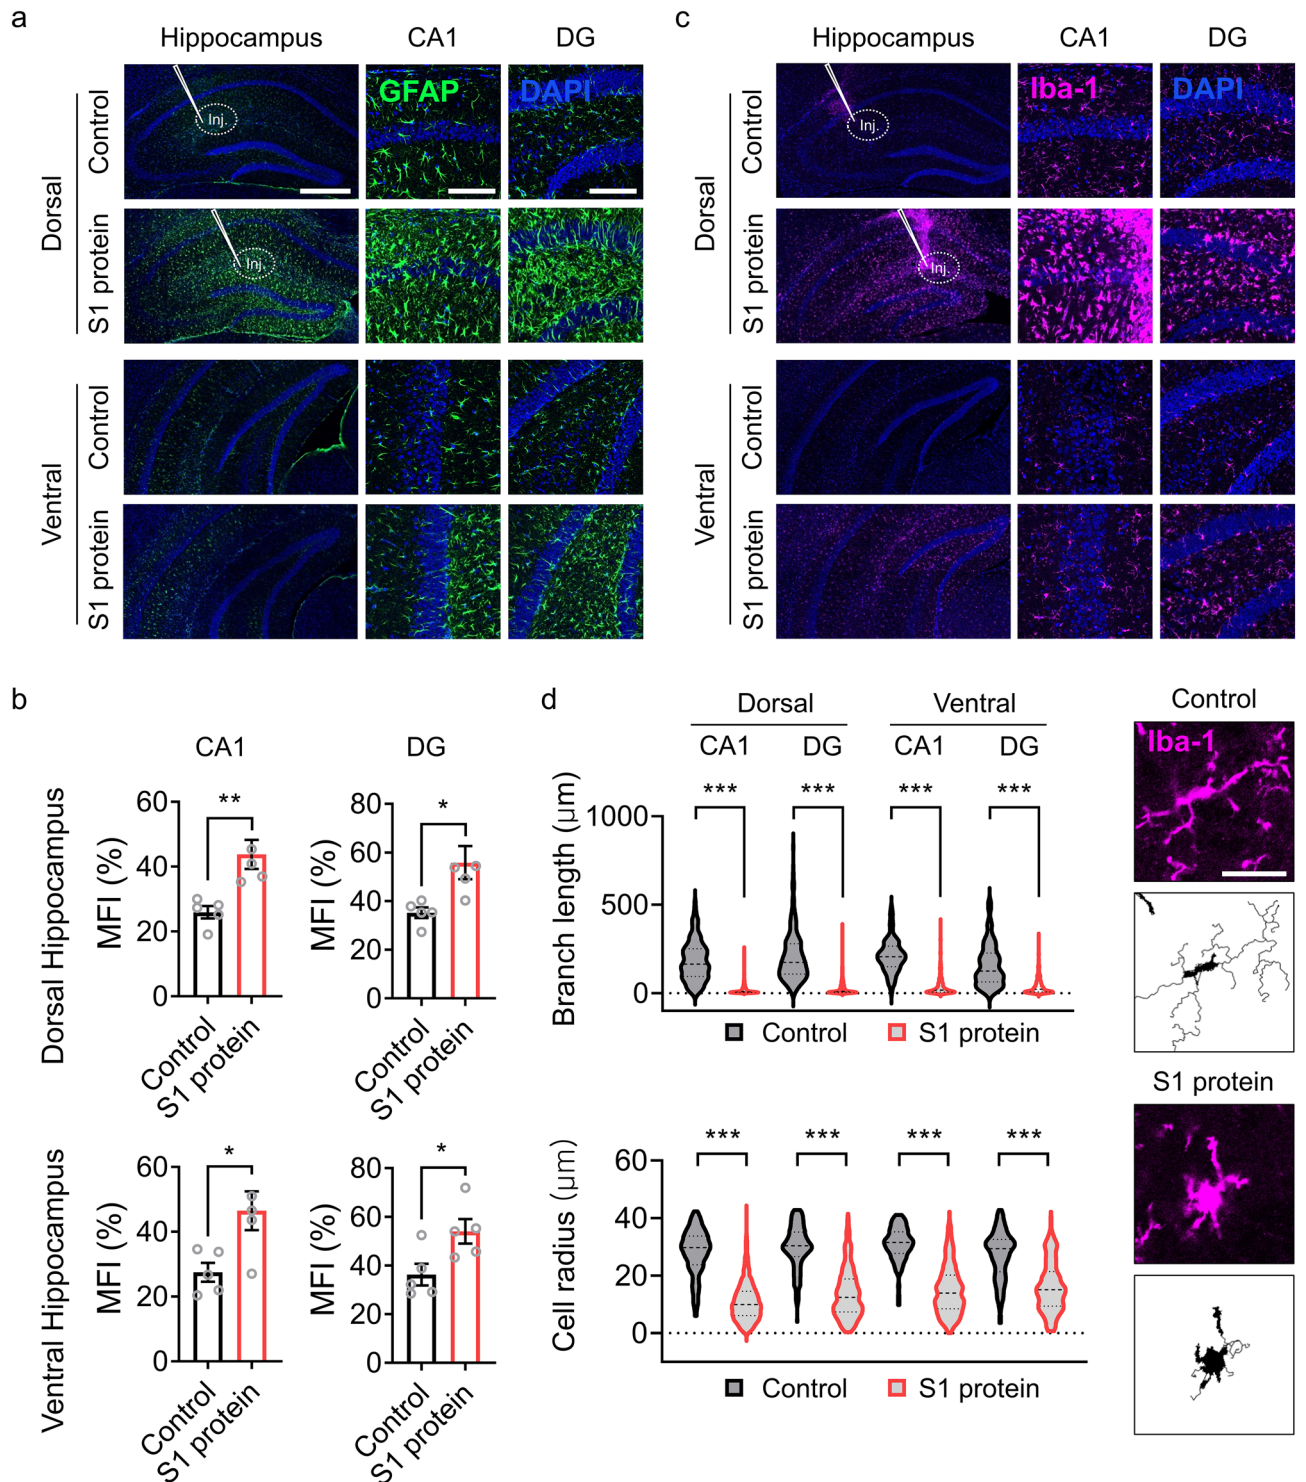 a
Hippocampus CA1 DG
Dorsal
Control
GFAP DAPI
Inj.
S1 protein
Inj.
Ventral
Control
S1 protein
c
Hippocampus CA1 DG
Dorsal
Control
Iba-1 DAPI
Inj.
S1 protein
Inj.
Ventral
Control
S1 protein
b
CA1 DG
Dorsal Hippocampus
MFI (%)
60
40
20
0
**
Control
S1 protein
MFI (%)
80
60
40
20
0
*
Control
S1 protein
Ventral Hippocampus
MFI (%)
60
40
20
0
*
Control
S1 protein
MFI (%)
80
60
40
20
0
*
Control
S1 protein
d
Dorsal Ventral
CA1 DG CA1 DG
*** *** *** ***
Branch length (μm)
1000
500
0
Control S1 protein
*** *** *** ***
Cell radius (μm)
60
40
20
0
Control S1 protein
Control
Iba-1
S1 protein